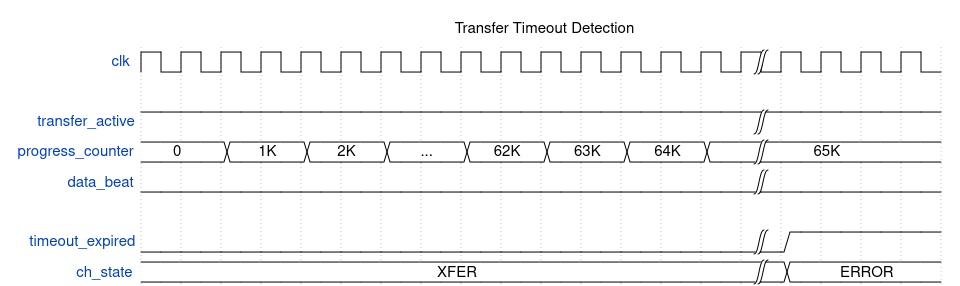 Transfer Timeout Detection
clk
transfer_active
progress_counter 0 1K 2K ... 62K 63K 64K 65K
data_beat
timeout_expired
ch_state XFER ERROR